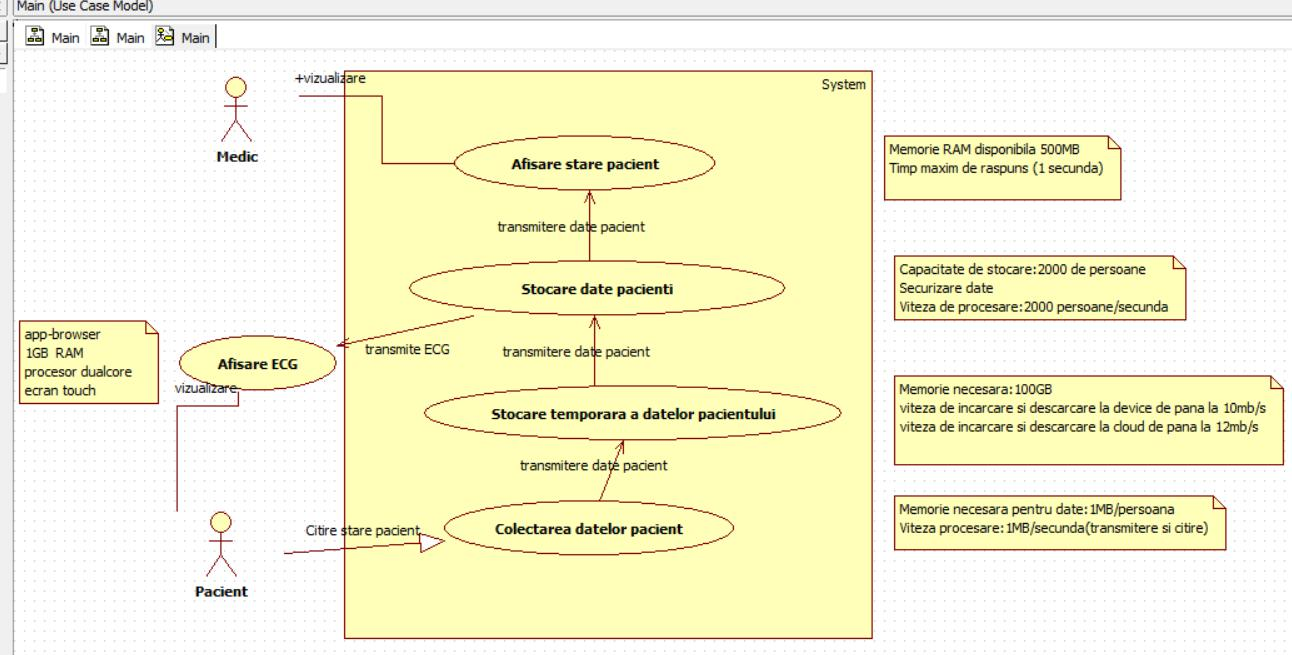 Main (Use Case Model)
Main Main Main
+vizualizare
System
Medic
Afisare stare pacient
Memorie RAM disponibila 500MB
Timp maxim de raspuns (1 secunda)
transmitere date pacient
Stocare date pacienti
Capacitate de stocare:2000 de persoane
Securizare date
Viteza de procesare:2000 persoane/secunda
app-browser
1GB RAM
procesor dualcore
ecran touch
Afisare ECG
transmite ECG
transmitere date pacient
vizualizare
Stocare temporara a datelor pacientului
Memorie necesara:100GB
viteza de incarcare si descarcare la device de pana la 10mb/s
viteza de incarcare si descarcare la cloud de pana la 12mb/s
transmitere date pacient
Citire stare pacient
Colectarea datelor pacient
Memorie necesara pentru date:1MB/persoana
Viteza procesare:1MB/secunda(transmitere si citire)
Pacient